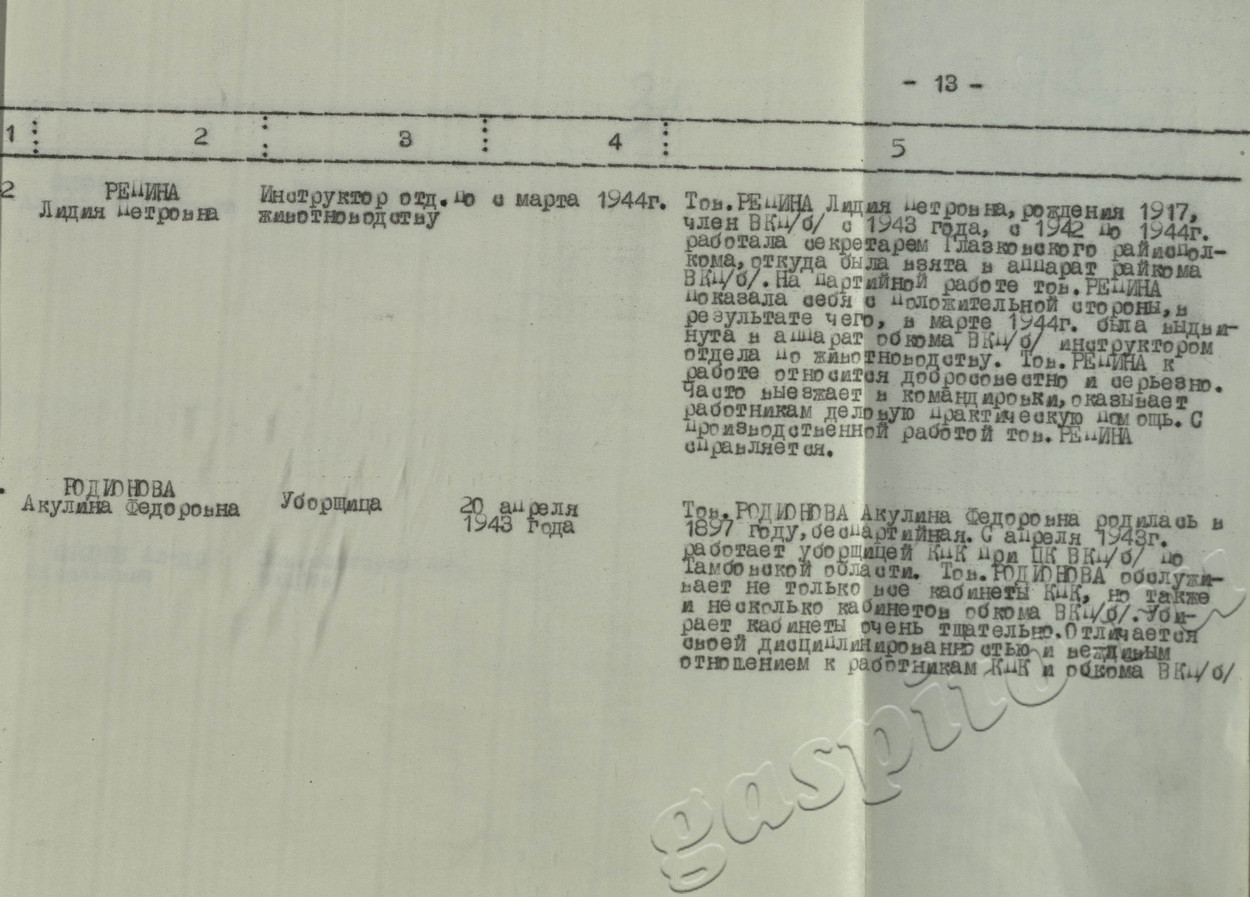 - 13 -
1 2 3 4 5
2 РЕПИНА
Лидия Петровна
Инструктор отд. по
животноводству
с марта 1944г.
Тов.РЕПИНА Лидия Петровна, рождения 1917,
член ВКП/б/ с 1943 года, с 1942 по 1944г.
работала секретарем Глазковского райиспол-
кома, откуда была взята в аппарат райкома
ВКП/б/. На партийной работе тов.РЕПИНА
показала себя с положительной стороны, в
результате чего, в марте 1944г. была выдви-
нута в аппарат обкома ВКП/б/ инструктором
отдела по животноводству. Тов.РЕПИНА к
работе относится добросовестно и серьезно.
Часто выезжает в командировки, оказывает
работникам деловую практическую помощь. С
производственной работой тов.РЕПИНА
справляется.
РОДИОНОВА
Акулина Федоровна
Уборщица
20 апреля
1943 года
Тов.РОДИОНОВА Акулина Федоровна родилась в
1897 году, беспартийная. С апреля 1943г.
работает уборщицей КПК при ЦК ВКП/б/ по
Тамбовской области. Тов.РОДИОНОВА обслужи-
вает не только все кабинеты КПК, но также
и несколько кабинетов обкома ВКП/б/. Уби-
рает кабинеты очень тщательно. Отличается
своей дисциплинированностью и вежливым
отношением к работникам КПК и обкома ВКП/б/